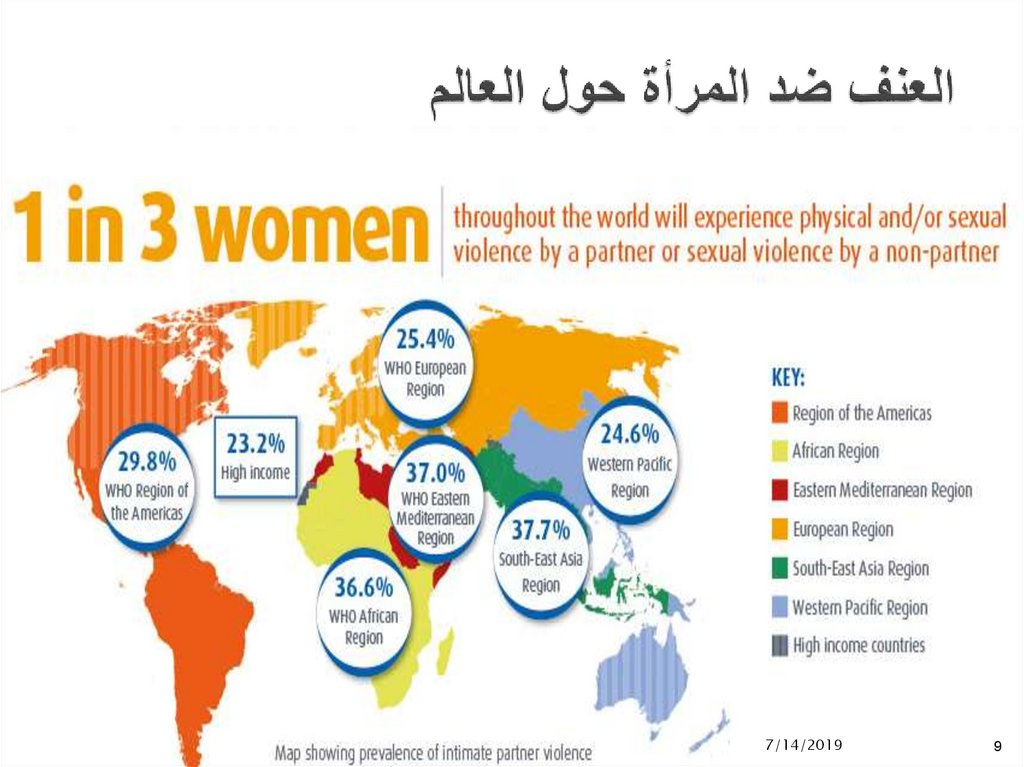 العنف ضد المرأة حول العالم
1 in 3 women
throughout the world will experience physical and/or sexual
violence by a partner or sexual violence by a non-partner
25.4%
WHO European
Region
29.8%
WHO Region of
the Americas
23.2%
High income
37.0%
WHO Eastern
Mediterranean
Region
24.6%
Western Pacific
Region
37.7%
South-East Asia
Region
36.6%
WHO African
Region
KEY:
Region of the Americas
African Region
Eastern Mediterranean Region
European Region
South-East Asia Region
Western Pacific Region
High income countries
Map showing prevalence of intimate partner violence
7/14/2019
9